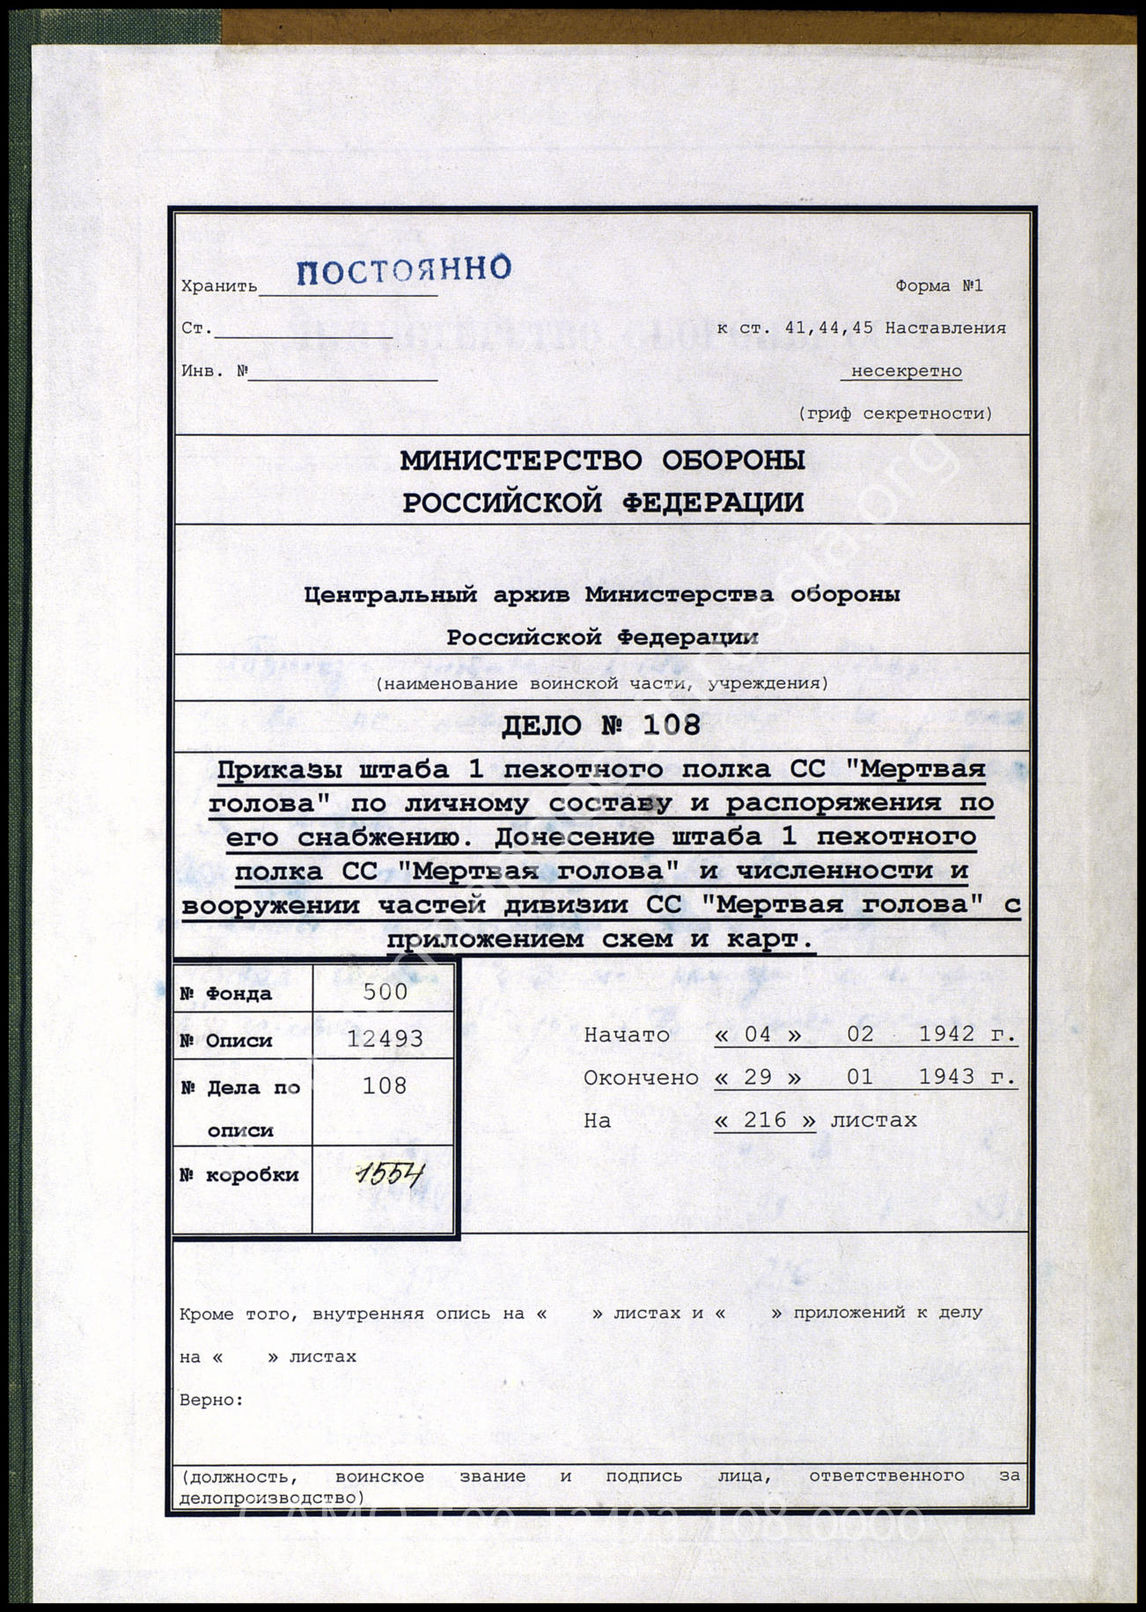 ПОСТОЯННО
Хранить
Форма №1
Ст.
к ст. 41,44,45 Наставления
Инв. №
несекретно
(гриф секретности)
МИНИСТЕРСТВО ОБОРОНЫ
РОССИЙСКОЙ ФЕДЕРАЦИИ
Центральный архив Министерства обороны
Российской Федерации
(наименование воинской части, учреждения)
ДЕЛО № 108
Приказы штаба 1 пехотного полка СС "Мертвая
голова" по личному составу и распоряжения по
его снабжению. Донесение штаба 1 пехотного
полка СС "Мертвая голова" и численности и
вооружении частей дивизии СС "Мертвая голова" с
приложением схем и карт.
№ Фонда 500
№ Описи 12493
№ Дела по 108
описи
№ коробки 1554
Начато « 04 » 02 1942 г.
Окончено « 29 » 01 1943 г.
На « 216 » листах
Кроме того, внутренняя опись на « » листах и « » приложений к делу
на « » листах
Верно:
(должность, воинское звание и подпись лица, ответственного за
делопроизводство)